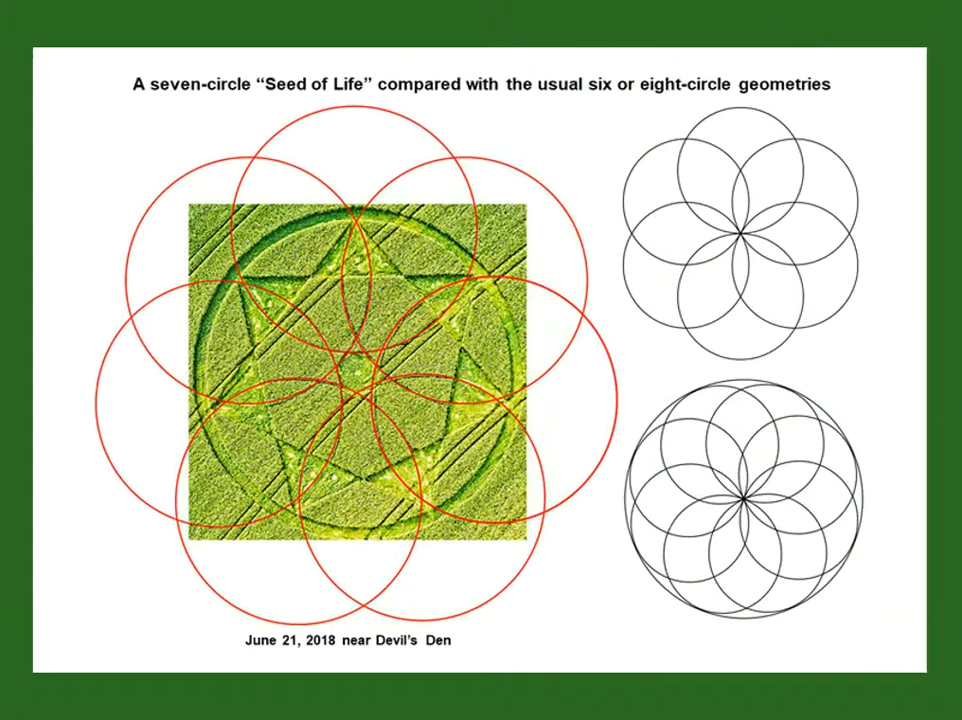 A seven-circle “Seed of Life” compared with the usual six or eight-circle geometries
June 21, 2018 near Devil’s Den